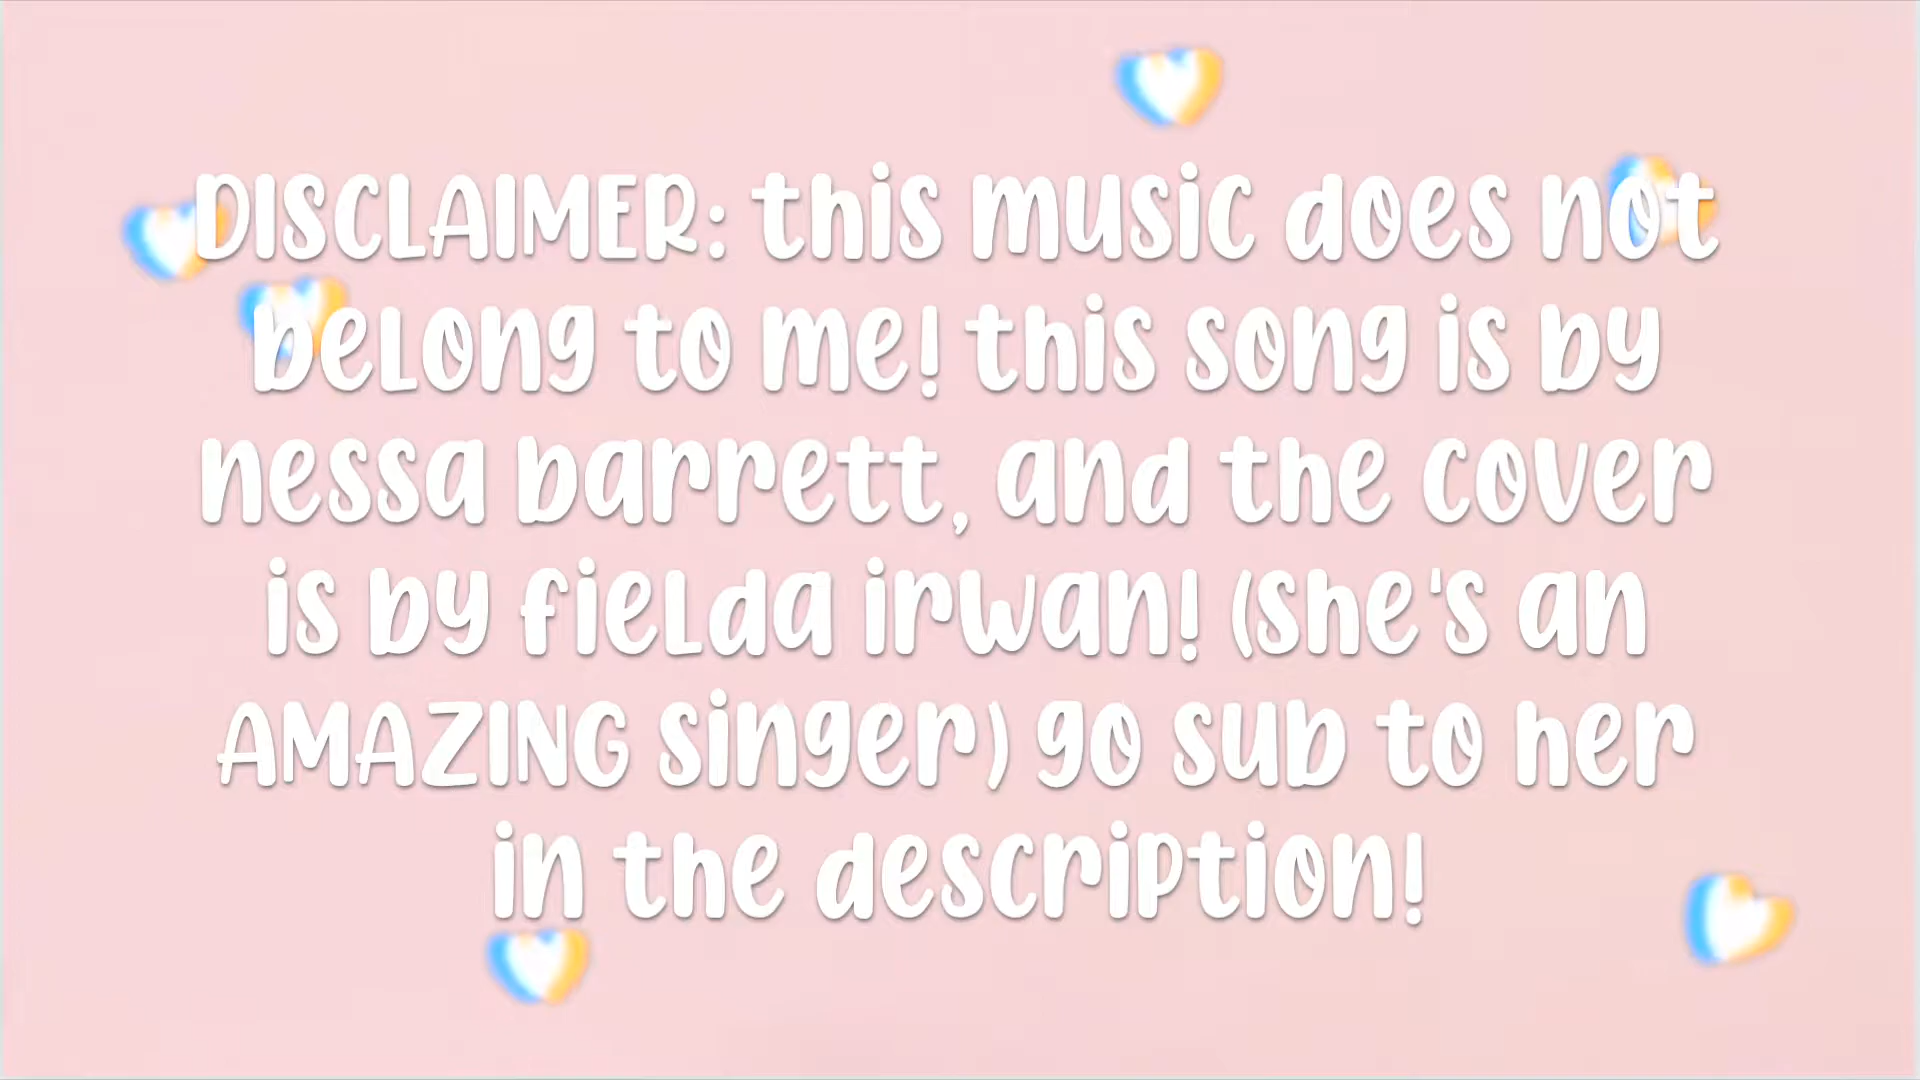 DISCLAIMER: this music does not
belong to me! this song is by
nessa barrett, and the cover
is by fielda irwan! (she's an
AMAZING singer) go sub to her
in the description!